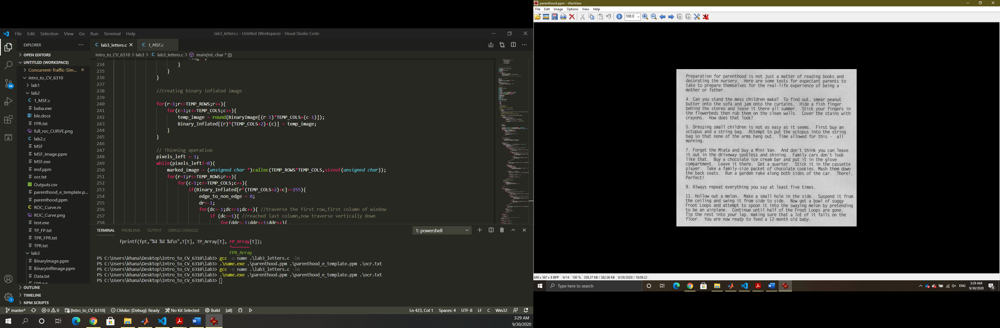 File Edit Selection View Go Run Terminal Help
lab3_letters.c - Untitled (Workspace) - Visual Studio Code
EXPLORER
OPEN EDITORS
UNTITLED (WORKSPACE)
Concurrent-Traffic-Sim...
Intro_to_CV_6310
lab1
lab2
1_MSF.c
baba.exe
ble.docx
FPR.txt
full_roc_CURVE.png
lab2.c
MSF
MSF_Image.ppm
MSF.exe
msf.ppm
ocr.txt
Outputs.csv
parenthood_e_template.p...
parenthood.ppm
ROC_Curve.m
ROC_Curve.png
test.exe
TP_FP.txt
TPR_FPR.txt
TPR.txt
lab3
BinaryImage.ppm
BinaryInflImage.ppm
Data.txt
OUTLINE
TIMELINE
NPM SCRIPTS
44
1
lab3_letters.c
1_MSF.c
Intro_to_CV_6310 > lab3 > C lab3_letters.c > main(int, char * [])
234 }
235 }
236 }
237
238 //Creating binary inflated image
239
240 for(r=1;r<=TEMP_ROWS;r++){
241 for(c=1;c<=TEMP_COLS;c++){
242 temp_image = round(BinaryImage[(r-1)*TEMP_COLS+(c-1)]);
243 Binary_Inflated[(r)*(TEMP_COLS+2)+(c)] = temp_image;
244 }
245 }
246
247 // Thinning operation
248 pixels_left = 1;
249 while(pixels_left!=0){
250 marked_image = (unsigned char *)calloc(TEMP_ROWS*TEMP_COLS,sizeof(unsigned char));
251 for(r=1;r<=TEMP_ROWS;r++){
252 for(c=1;c<=TEMP_COLS;c++){
253 if(Binary_Inflated[r*(TEMP_COLS+2)+c]==255){
254 edge_to_non_edge = 0;
255 dr=-1;
256 for(dc=-1;dc<=1;dc++){ //traverse the first row,first column of window
257 if (dc==1){ //reached last column,now traverse vertically down
258 for(ddr=-1;ddr<=1;ddr++){
TERMINAL PROBLEMS OUTPUT DEBUG CONSOLE
1: powershell
fprintf(fpt,"%d %d %d\n",T[t], TP_Array[t], FP_Array[t]);
^~~~~~~~
FPR_Array
PS C:\Users\khana\Desktop\Intro_to_CV_6310\lab3> gcc -o name .\lab3_letters.c -lm
PS C:\Users\khana\Desktop\Intro_to_CV_6310\lab3> .\name.exe .\parenthood.ppm .\parenthood_e_template.ppm .\ocr.txt
PS C:\Users\khana\Desktop\Intro_to_CV_6310\lab3> gcc -o name .\lab3_letters.c -lm
PS C:\Users\khana\Desktop\Intro_to_CV_6310\lab3> .\name.exe .\parenthood.ppm .\parenthood_e_template.ppm .\ocr.txt
PS C:\Users\khana\Desktop\Intro_to_CV_6310\lab3>
master* 0 0 [Intro_to_CV_6310] CMake: [Debug]: Ready No Kit Selected Build [all]
Ln 423, Col 1 Spaces: 4 UTF-8 LF C Win32
3:29 AM
9/30/2020
parenthood.ppm - IrfanView
File Edit Image Options View Help
100.0
Preparation for parenthood is not just a matter of reading books and
decorating the nursery. Here are some tests for expectant parents to
take to prepare themselves for the real-life experience of being a
mother or father.
4. Can you stand the mess children make? To find out, smear peanut
butter onto the sofa and jam onto the curtains. Hide a fish finger
behind the stereo and leave it there all summer. Stick your fingers in
the flowerbeds then rub them on the clean walls. Cover the stains with
crayons. How does that look?
5. Dressing small children is not as easy as it seems. First buy an
octopus and a string bag. Attempt to put the octopus into the string
bag so that none of the arms hang out. Time allowed for this - all
morning.
7. Forget the Miata and buy a Mini Van. And don't think you can leave
it out in the driveway spotless and shining. Family cars don't look
like that. Buy a chocolate ice cream bar and put it in the glove
compartment. Leave it there. Get a quarter. Stick it in the cassette
player. Take a family-size packet of chocolate cookies. Mash them down
the back seats. Run a garden rake along both sides of the car. There!.
Perfect!
9. Always repeat everything you say at least five times.
11. Hollow out a melon. Make a small hole in the side. Suspend it from
the ceiling and swing it from side to side. Now get a bowl of soggy
Froot Loops and attempt to spoon it into the swaying melon by pretending
to be an airplane. Continue until half of the Froot Loops are gone.
Tip the rest into your lap, making sure that a lot of it falls on the
floor. You are now ready to feed a 12-month old baby.
649 x 567 x 8 BPP 9/14 100 % 359.37 KB / 362.06 KB 9/29/2020 / 18:08:22
Type here to search
ENG
3:29 AM
9/30/2020
4